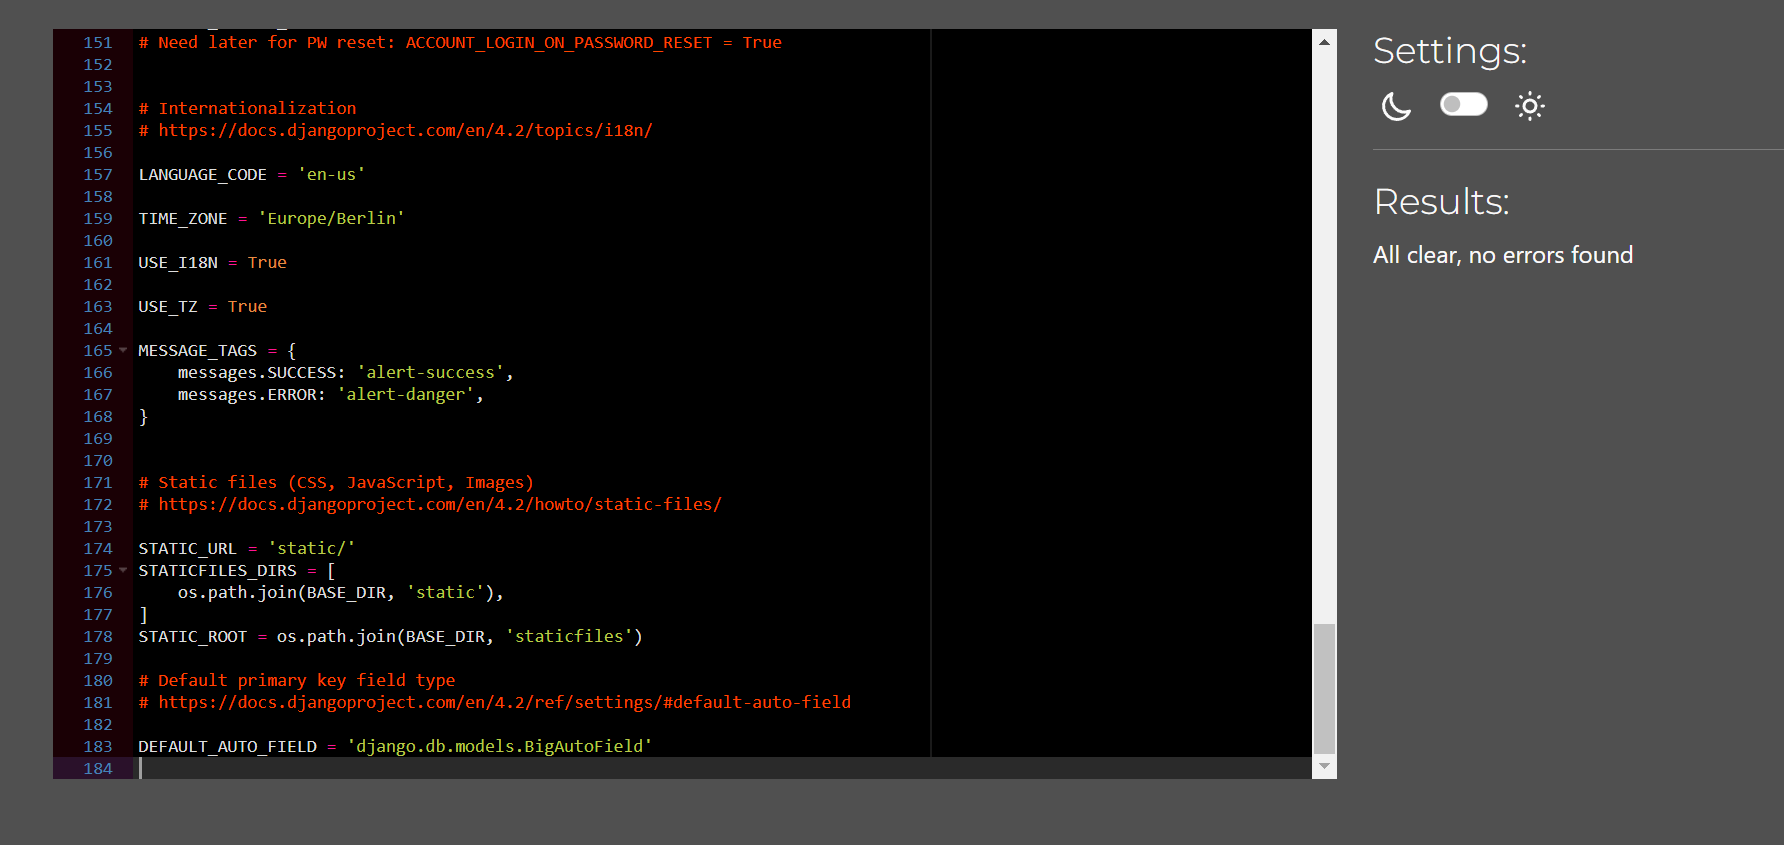 151 # Need later for PW reset: ACCOUNT_LOGIN_ON_PASSWORD_RESET = True
152
153
154 # Internationalization
155 # https://docs.djangoproject.com/en/4.2/topics/i18n/
156
157 LANGUAGE_CODE = 'en-us'
158
159 TIME_ZONE = 'Europe/Berlin'
160
161 USE_I18N = True
162
163 USE_TZ = True
164
165 MESSAGE_TAGS = {
166     messages.SUCCESS: 'alert-success',
167     messages.ERROR: 'alert-danger',
168 }
169
170
171 # Static files (CSS, JavaScript, Images)
172 # https://docs.djangoproject.com/en/4.2/howto/static-files/
173
174 STATIC_URL = 'static/'
175 STATICFILES_DIRS = [
176     os.path.join(BASE_DIR, 'static'),
177 ]
178 STATIC_ROOT = os.path.join(BASE_DIR, 'staticfiles')
179
180 # Default primary key field type
181 # https://docs.djangoproject.com/en/4.2/ref/settings/#default-auto-field
182
183 DEFAULT_AUTO_FIELD = 'django.db.models.BigAutoField'
184
Settings:
Results:
All clear, no errors found